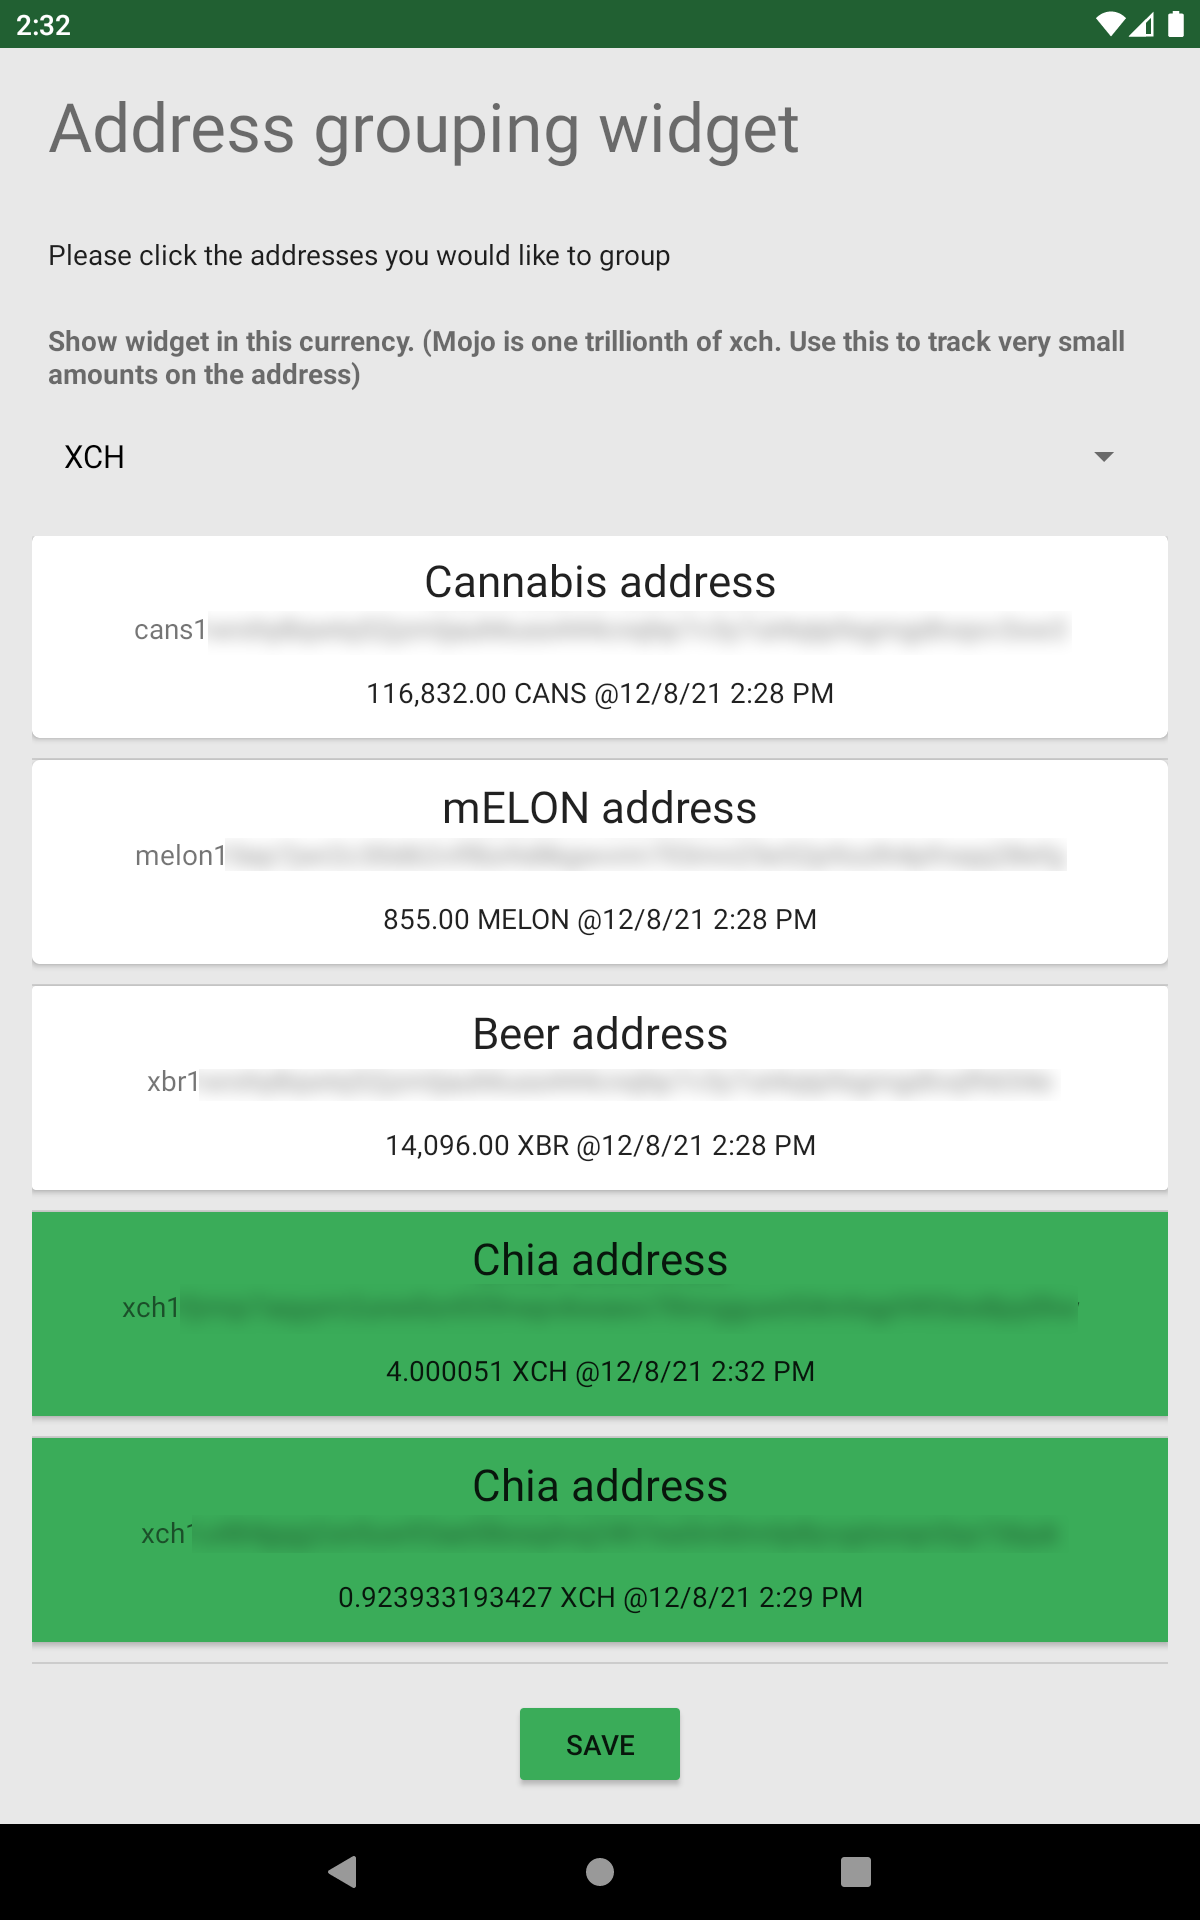 2:32
Address grouping widget
Please click the addresses you would like to group
Show widget in this currency. (Mojo is one trillionth of xch. Use this to track very small
amounts on the address)
XCH
Cannabis address
cans1
116,832.00 CANS @12/8/21 2:28 PM
mELON address
melon1
855.00 MELON @12/8/21 2:28 PM
Beer address
xbr1
14,096.00 XBR @12/8/21 2:28 PM
Chia address
xch1
4.000051 XCH @12/8/21 2:32 PM
Chia address
xch1
0.923933193427 XCH @12/8/21 2:29 PM
SAVE